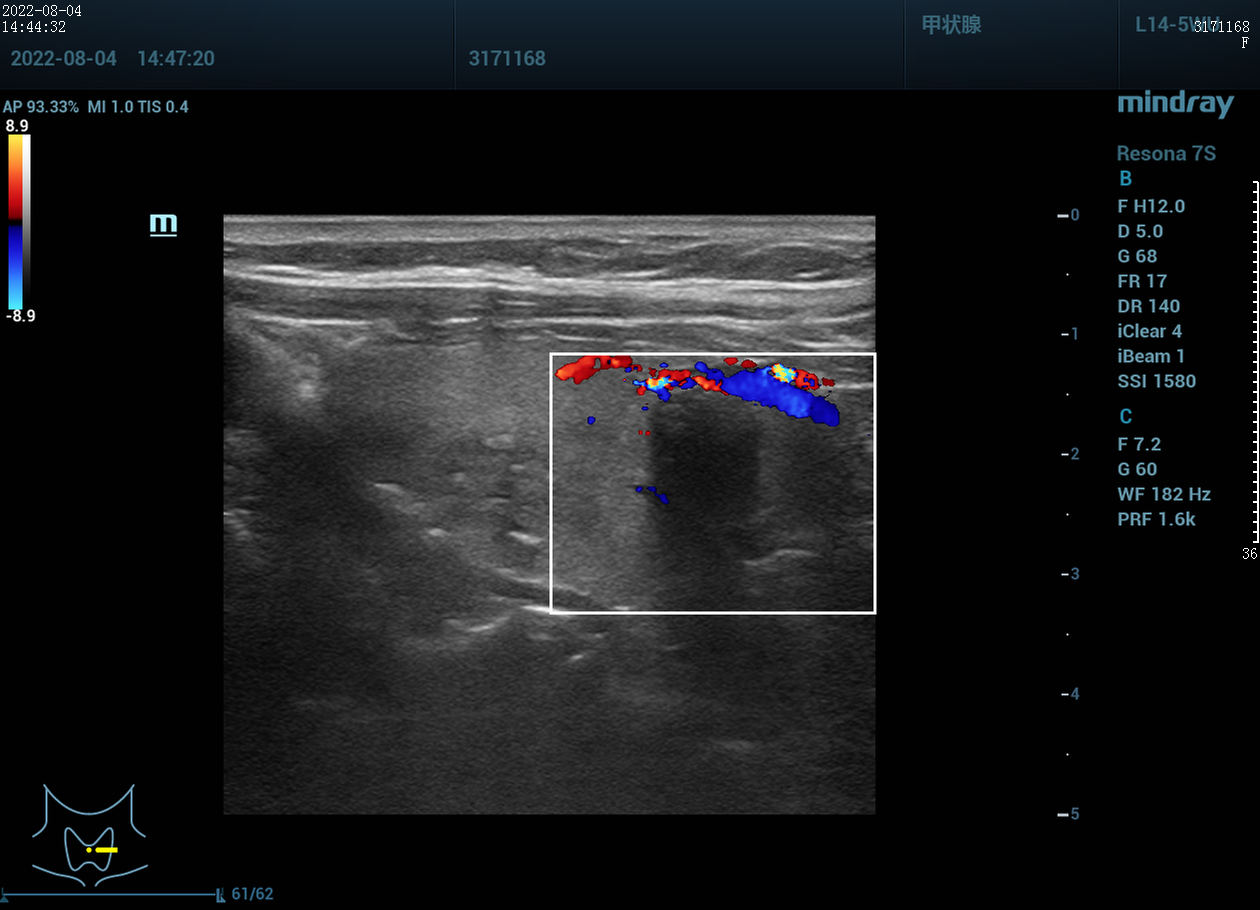 2022-08-04
14:44:32
2022-08-04 14:47:20
3171168
甲状腺
3171168
F
AP 93.33% MI 1.0 TIS 0.4
8.9
-8.9
m
mindray
Resona 7S
B
F H12.0
D 5.0
G 68
FR 17
DR 140
iClear 4
iBeam 1
SSI 1580
C
F 7.2
G 60
WF 182 Hz
PRF 1.6k
36
0
1
2
3
4
5
61/62